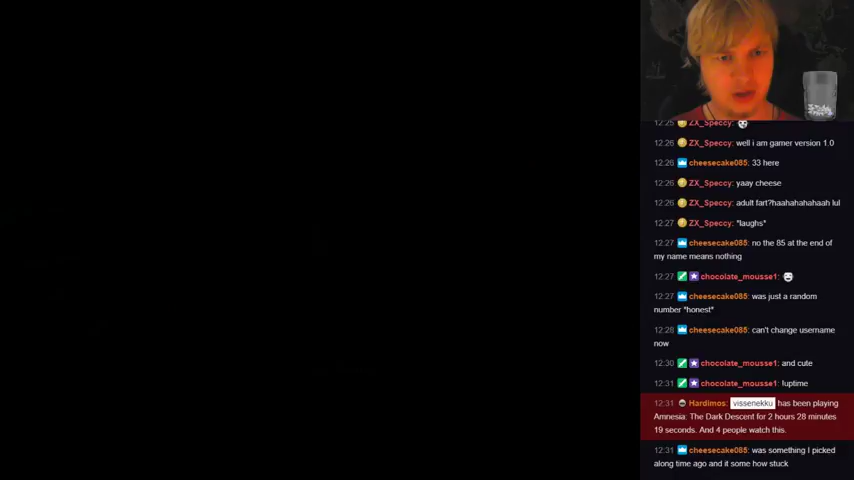 12:25 ZX_Speccy:
12:26 ZX_Speccy: well i am gamer version 1.0
12:26 cheesecake085: 33 here
12:26 ZX_Speccy: yaay cheese
12:26 ZX_Speccy: adult fart?haahahahahaah lul
12:27 ZX_Speccy: *laughs*
12:27 cheesecake085: no the 85 at the end of
my name means nothing
12:27 chocolate_mousse1:
12:27 cheesecake085: was just a random
number *honest*
12:28 cheesecake085: can't change username
now
12:30 chocolate_mousse1: and cute
12:31 chocolate_mousse1: !uptime
12:31 Hardimos: vissenekku has been playing
Amnesia: The Dark Descent for 2 hours 28 minutes
19 seconds. And 4 people watch this.
12:31 cheesecake085: was something I picked
along time ago and it some how stuck